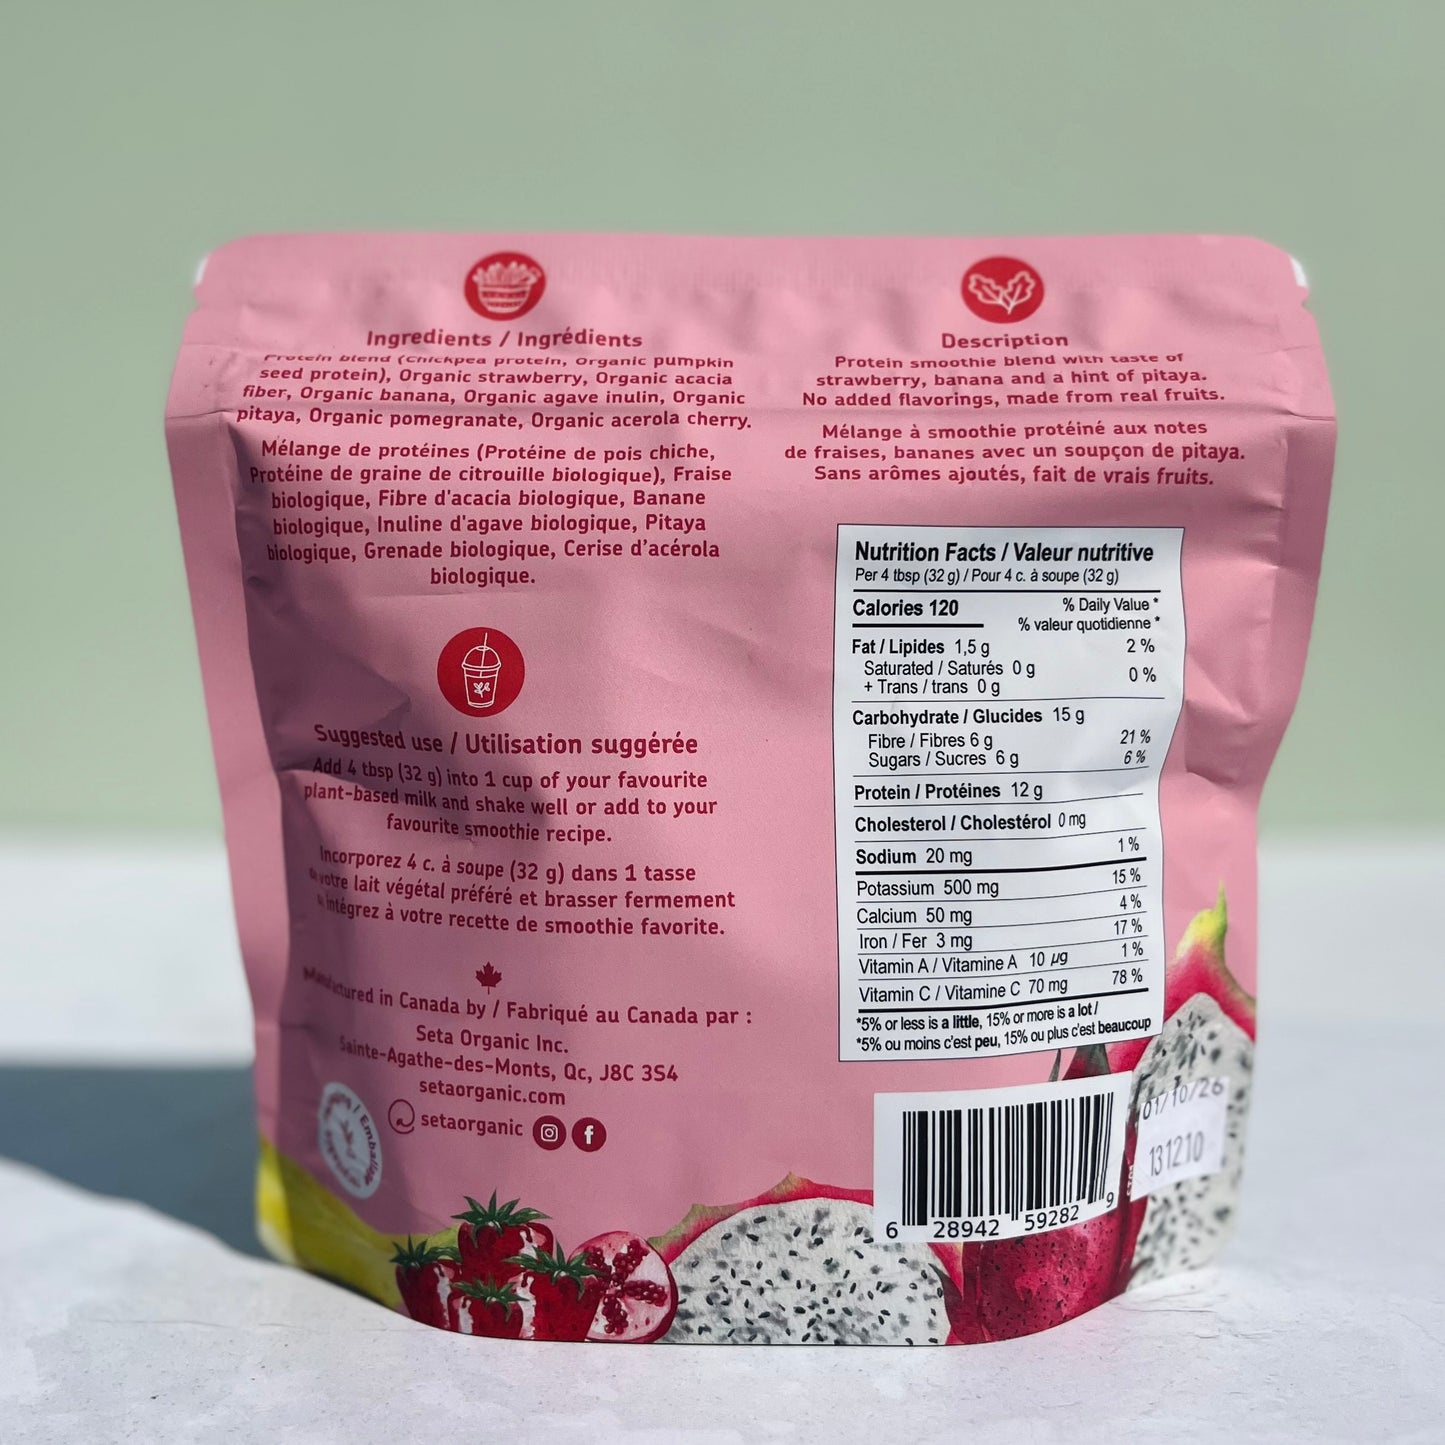 Ingredients / Ingrédients
Protein blend (Chickpea protein, Organic pumpkin
seed protein), Organic strawberry, Organic acacia
fiber, Organic banana, Organic agave inulin, Organic
pitaya, Organic pomegranate, Organic acerola cherry.
Mélange de protéines (Protéine de pois chiche,
Protéine de graine de citrouille biologique), Fraise
biologique, Fibre d'acacia biologique, Banane
biologique, Inuline d'agave biologique, Pitaya
biologique, Grenade biologique, Cerise d'acérola
biologique.
Suggested use / Utilisation suggérée
Add 4 tbsp (32 g) into 1 cup of your favourite
plant-based milk and shake well or add to your
favourite smoothie recipe.
Incorporez 4 c. à soupe (32 g) dans 1 tasse
votre lait végétal préféré et brasser fermement
intégrez à votre recette de smoothie favorite.
Manufactured in Canada by / Fabriqué au Canada par :
Seta Organic Inc.
Sainte-Agathe-des-Monts, Qc, J8C 3S4
setaorganic.com
@ setaorganic
Emballage
Description
Protein smoothie blend with taste of
strawberry, banana and a hint of pitaya.
No added flavorings, made from real fruits.
Mélange à smoothie protéiné aux notes
de fraises, bananes avec un soupçon de pitaya.
Sans arômes ajoutés, fait de vrais fruits.
Nutrition Facts / Valeur nutritive
Per 4 tbsp (32 g) / Pour 4 c. à soupe (32 g)
Calories 120 % Daily Value *
% valeur quotidienne *
Fat / Lipides 1,5 g 2 %
Saturated / Saturés 0 g
+ Trans / trans 0 g 0 %
Carbohydrate / Glucides 15 g
Fibre / Fibres 6 g 21 %
Sugars / Sucres 6 g 6 %
Protein / Protéines 12 g
Cholesterol / Cholestérol 0 mg
Sodium 20 mg 1 %
Potassium 500 mg 15 %
Calcium 50 mg 4 %
Iron / Fer 3 mg 17 %
Vitamin A / Vitamine A 10 µg 1 %
Vitamin C / Vitamine C 70 mg 78 %
*5% or less is a little, 15% or more is a lot /
*5% ou moins c'est peu, 15% ou plus c'est beaucoup
6 28942 59282 9
01/10/26
131210